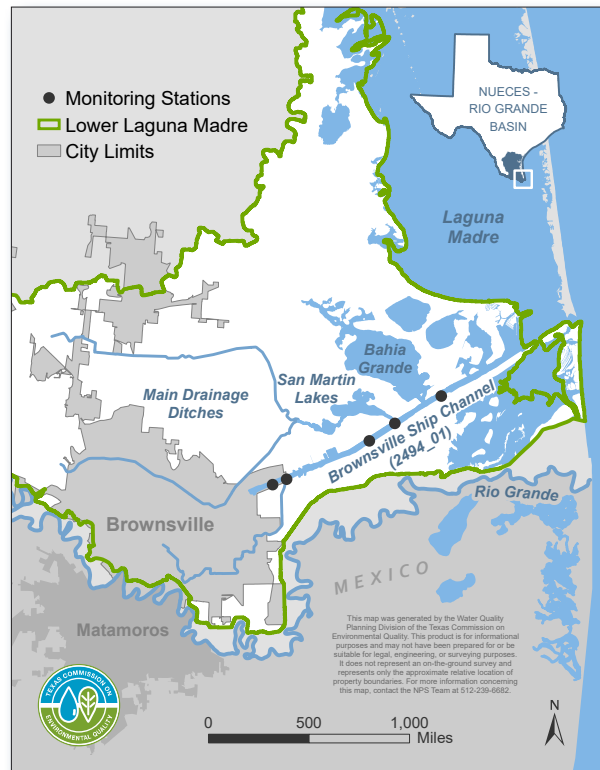 Monitoring Stations
Lower Laguna Madre
City Limits
NUECES -
RIO GRANDE
BASIN
Laguna
Madre
Bahia
Grande
San Martin
Lakes
Main Drainage
Ditches
Brownsville Ship Channel
(2494_01)
Rio Grande
Brownsville
MEXICO
Matamoros
This map was generated by the Water Quality
Planning Division of the Texas Commission on
Environmental Quality. This product is for informational
purposes and may not have been prepared for or be
suitable for legal, engineering, or surveying purposes.
It does not represent an on-the-ground survey and
represents only the approximate relative location of
property boundaries. For more information concerning
this map, contact the NPS Team at 512-239-6682.
TEXAS COMMISSION ON
ENVIRONMENTAL QUALITY
0 500 1,000
Miles
N